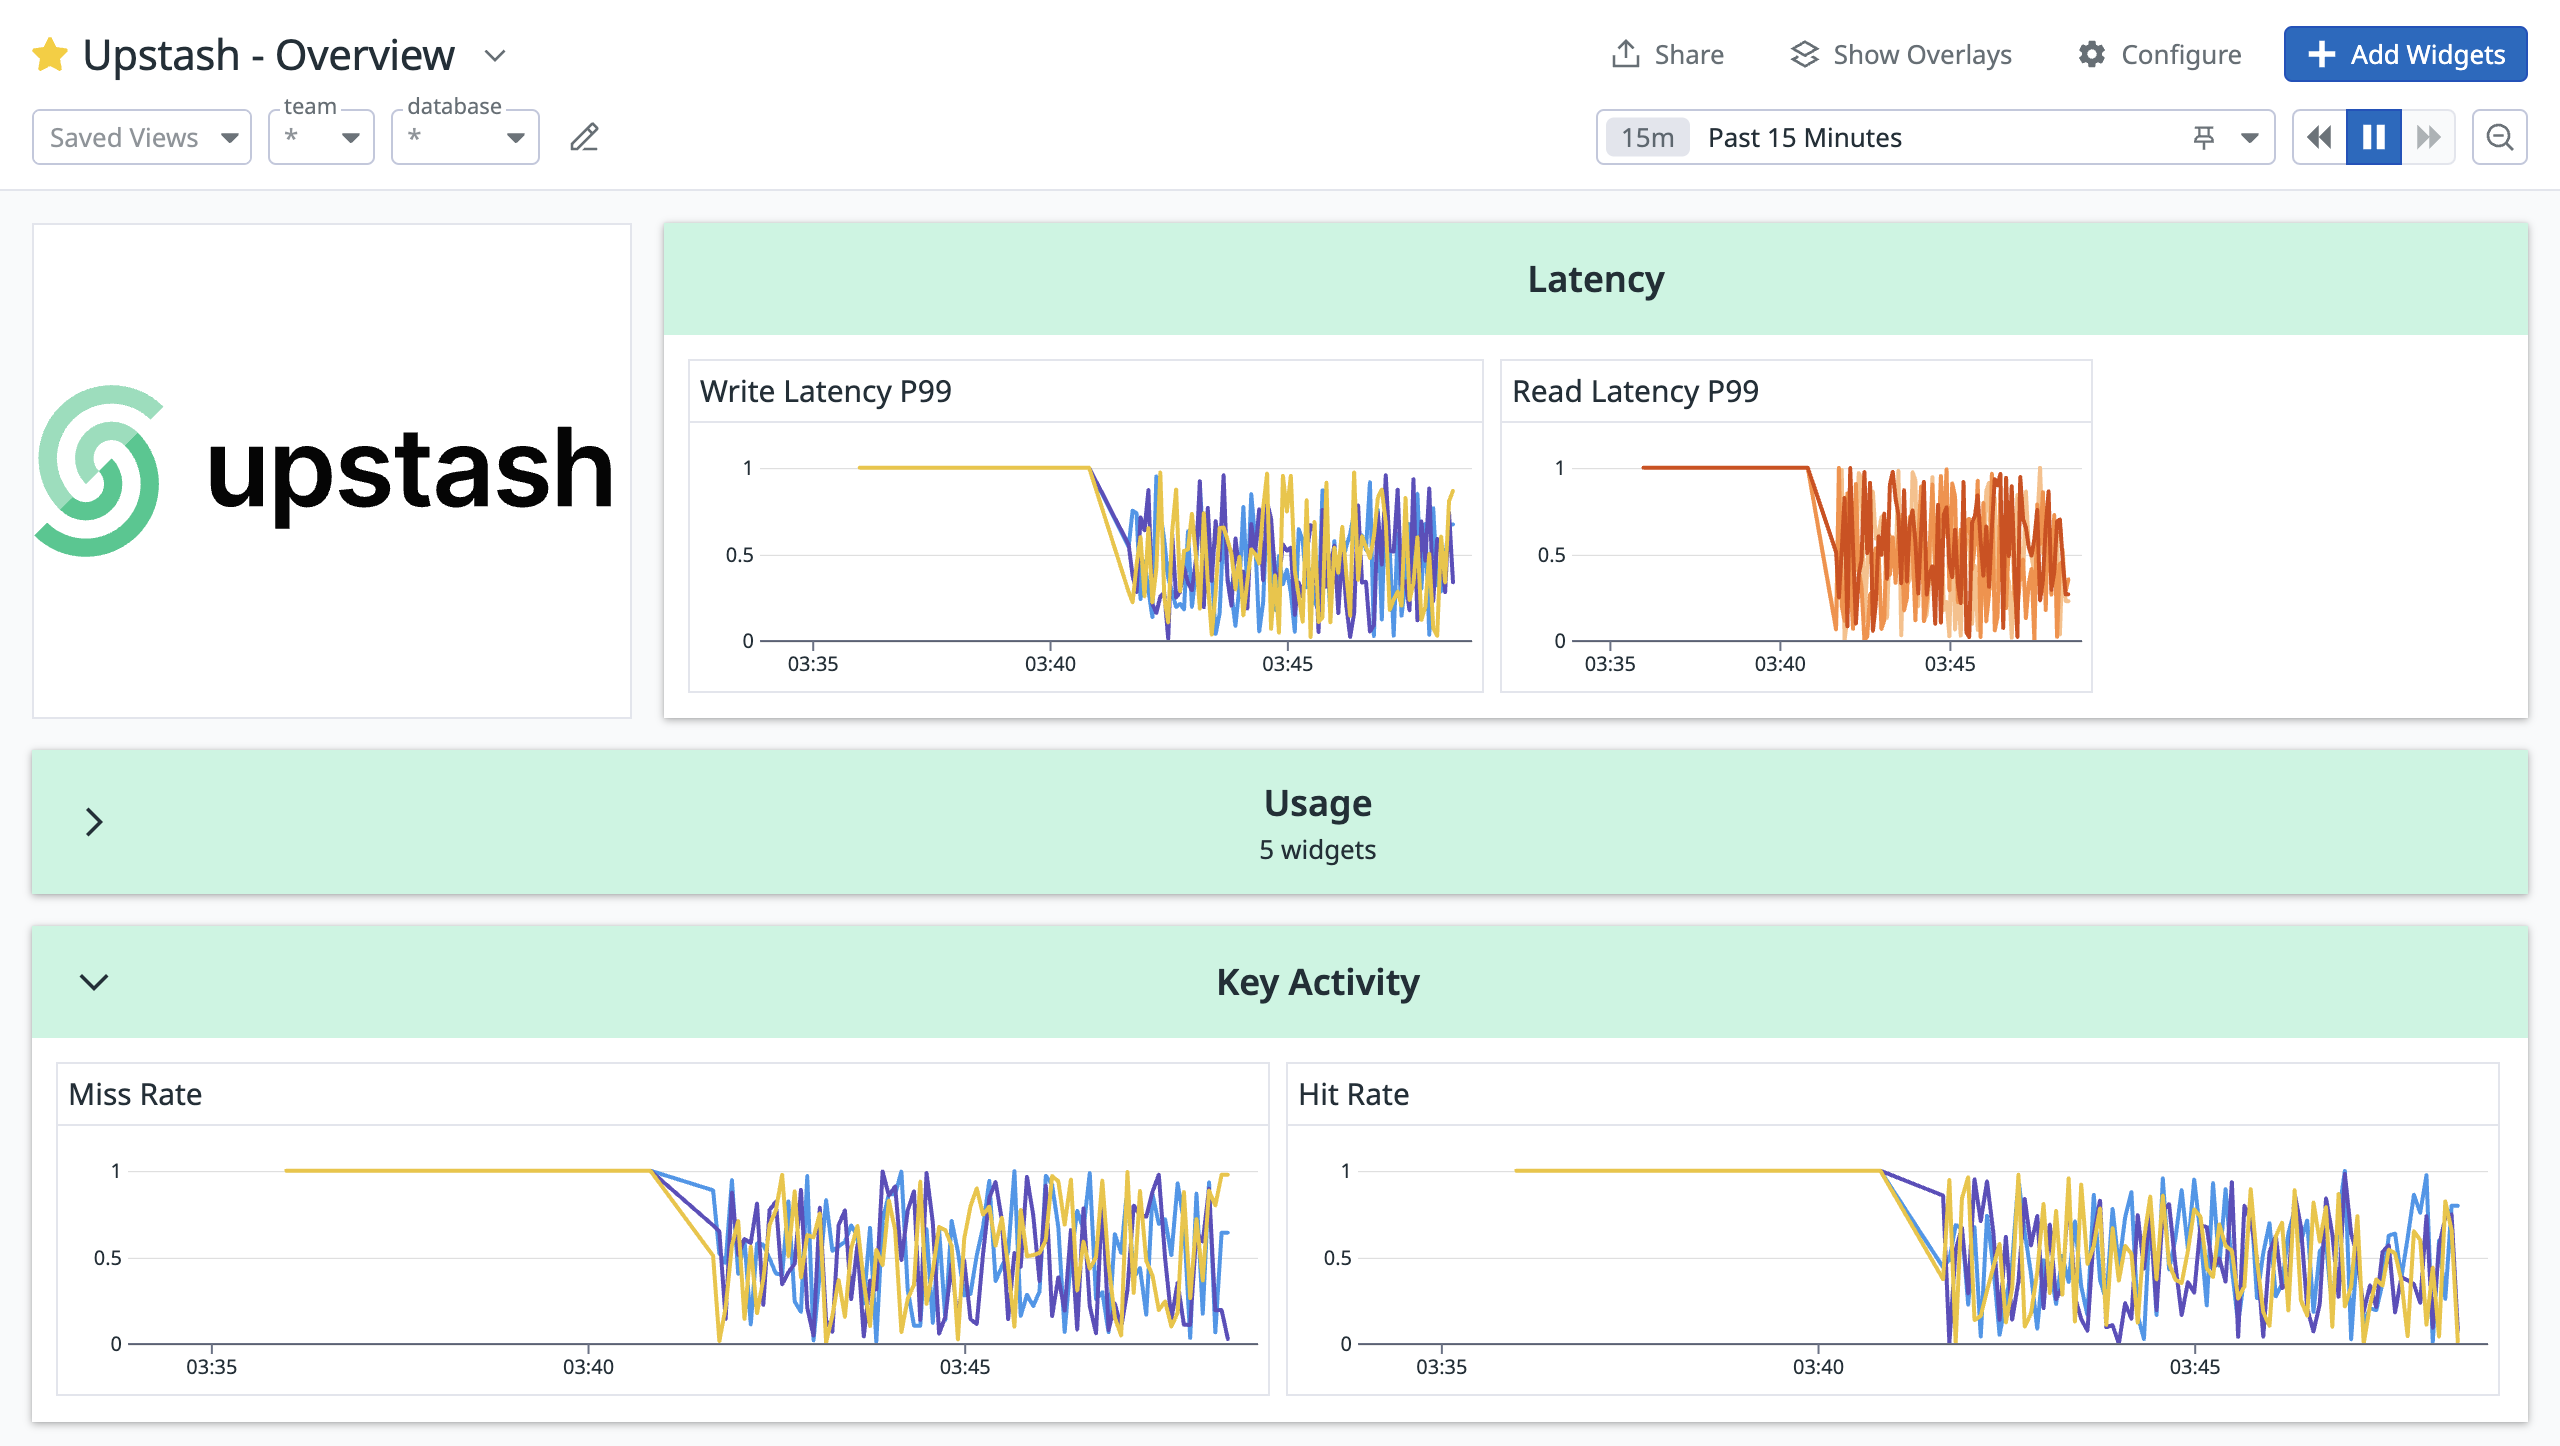 Upstash - Overview
Share
Show Overlays
Configure
Add Widgets
Saved Views
team
*
database
*
15m Past 15 Minutes
upstash
Latency
Write Latency P99
1
0.5
0
03:35 03:40 03:45
Read Latency P99
1
0.5
0
03:35 03:40 03:45
Usage
5 widgets
Key Activity
Miss Rate
1
0.5
0
03:35 03:40 03:45
Hit Rate
1
0.5
0
03:35 03:40 03:45